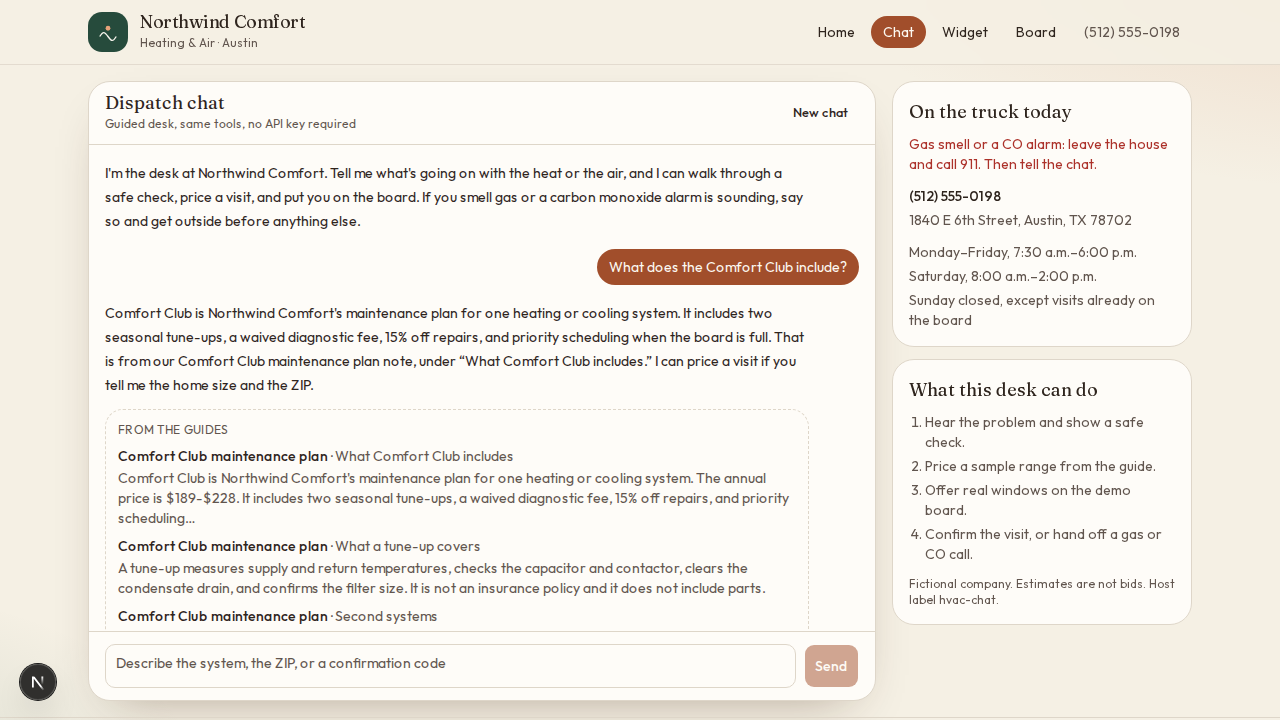 Northwind Comfort
Heating & Air · Austin
Home
Chat
Widget
Board
(512) 555-0198
Dispatch chat
Guided desk, same tools, no API key required
New chat
I'm the desk at Northwind Comfort. Tell me what's going on with the heat or the air, and I can walk through a
safe check, price a visit, and put you on the board. If you smell gas or a carbon monoxide alarm is sounding, say
so and get outside before anything else.
What does the Comfort Club include?
Comfort Club is Northwind Comfort's maintenance plan for one heating or cooling system. It includes two
seasonal tune-ups, a waived diagnostic fee, 15% off repairs, and priority scheduling when the board is full. That
is from our Comfort Club maintenance plan note, under “What Comfort Club includes.” I can price a visit if you
tell me the home size and the ZIP.
FROM THE GUIDES
Comfort Club maintenance plan · What Comfort Club includes
Comfort Club is Northwind Comfort's maintenance plan for one heating or cooling system. The annual
price is $189-$228. It includes two seasonal tune-ups, a waived diagnostic fee, 15% off repairs, and priority
scheduling…
Comfort Club maintenance plan · What a tune-up covers
A tune-up measures supply and return temperatures, checks the capacitor and contactor, clears the
condensate drain, and confirms the filter size. It is not an insurance policy and it does not include parts.
Comfort Club maintenance plan · Second systems
Describe the system, the ZIP, or a confirmation code
Send
On the truck today
Gas smell or a CO alarm: leave the house
and call 911. Then tell the chat.
(512) 555-0198
1840 E 6th Street, Austin, TX 78702
Monday–Friday, 7:30 a.m.–6:00 p.m.
Saturday, 8:00 a.m.–2:00 p.m.
Sunday closed, except visits already on
the board
What this desk can do
1. Hear the problem and show a safe
check.
2. Price a sample range from the guide.
3. Offer real windows on the demo
board.
4. Confirm the visit, or hand off a gas or
CO call.
Fictional company. Estimates are not bids. Host
label hvac-chat.
N